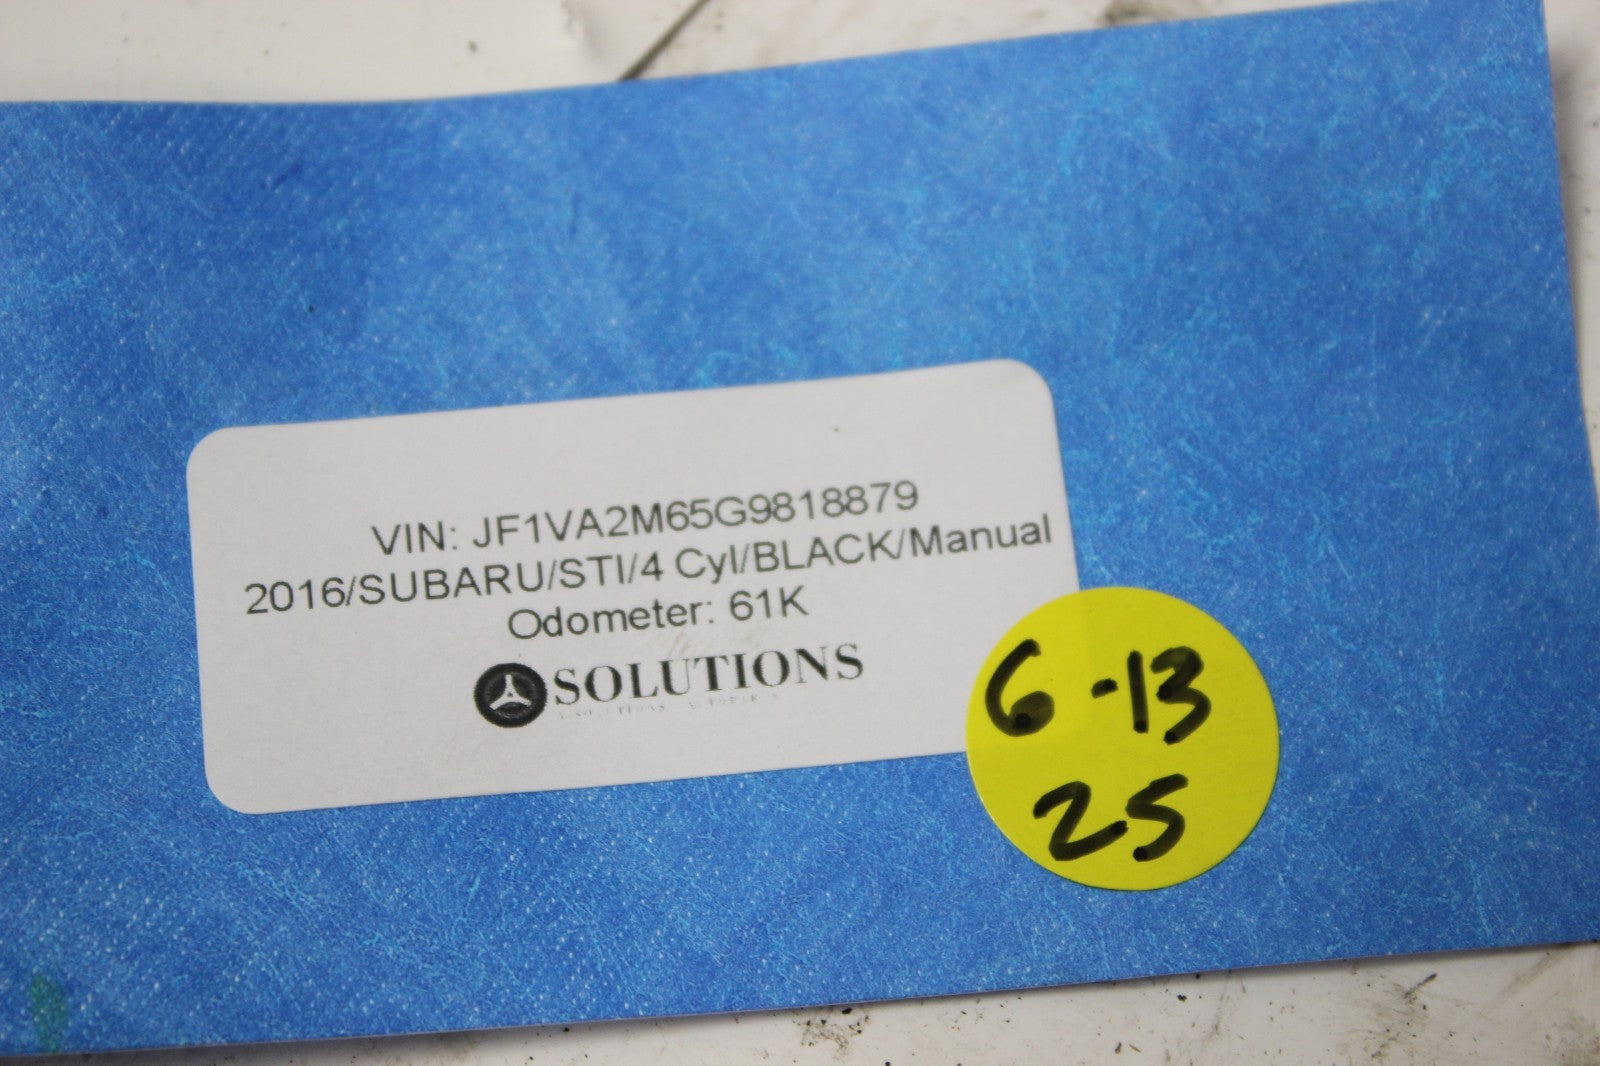 VIN: JF1VA2M65G9818879
2016/SUBARU/STI/4 Cyl/BLACK/Manual
Odometer: 61K
SOLUTIONS
6-13
25